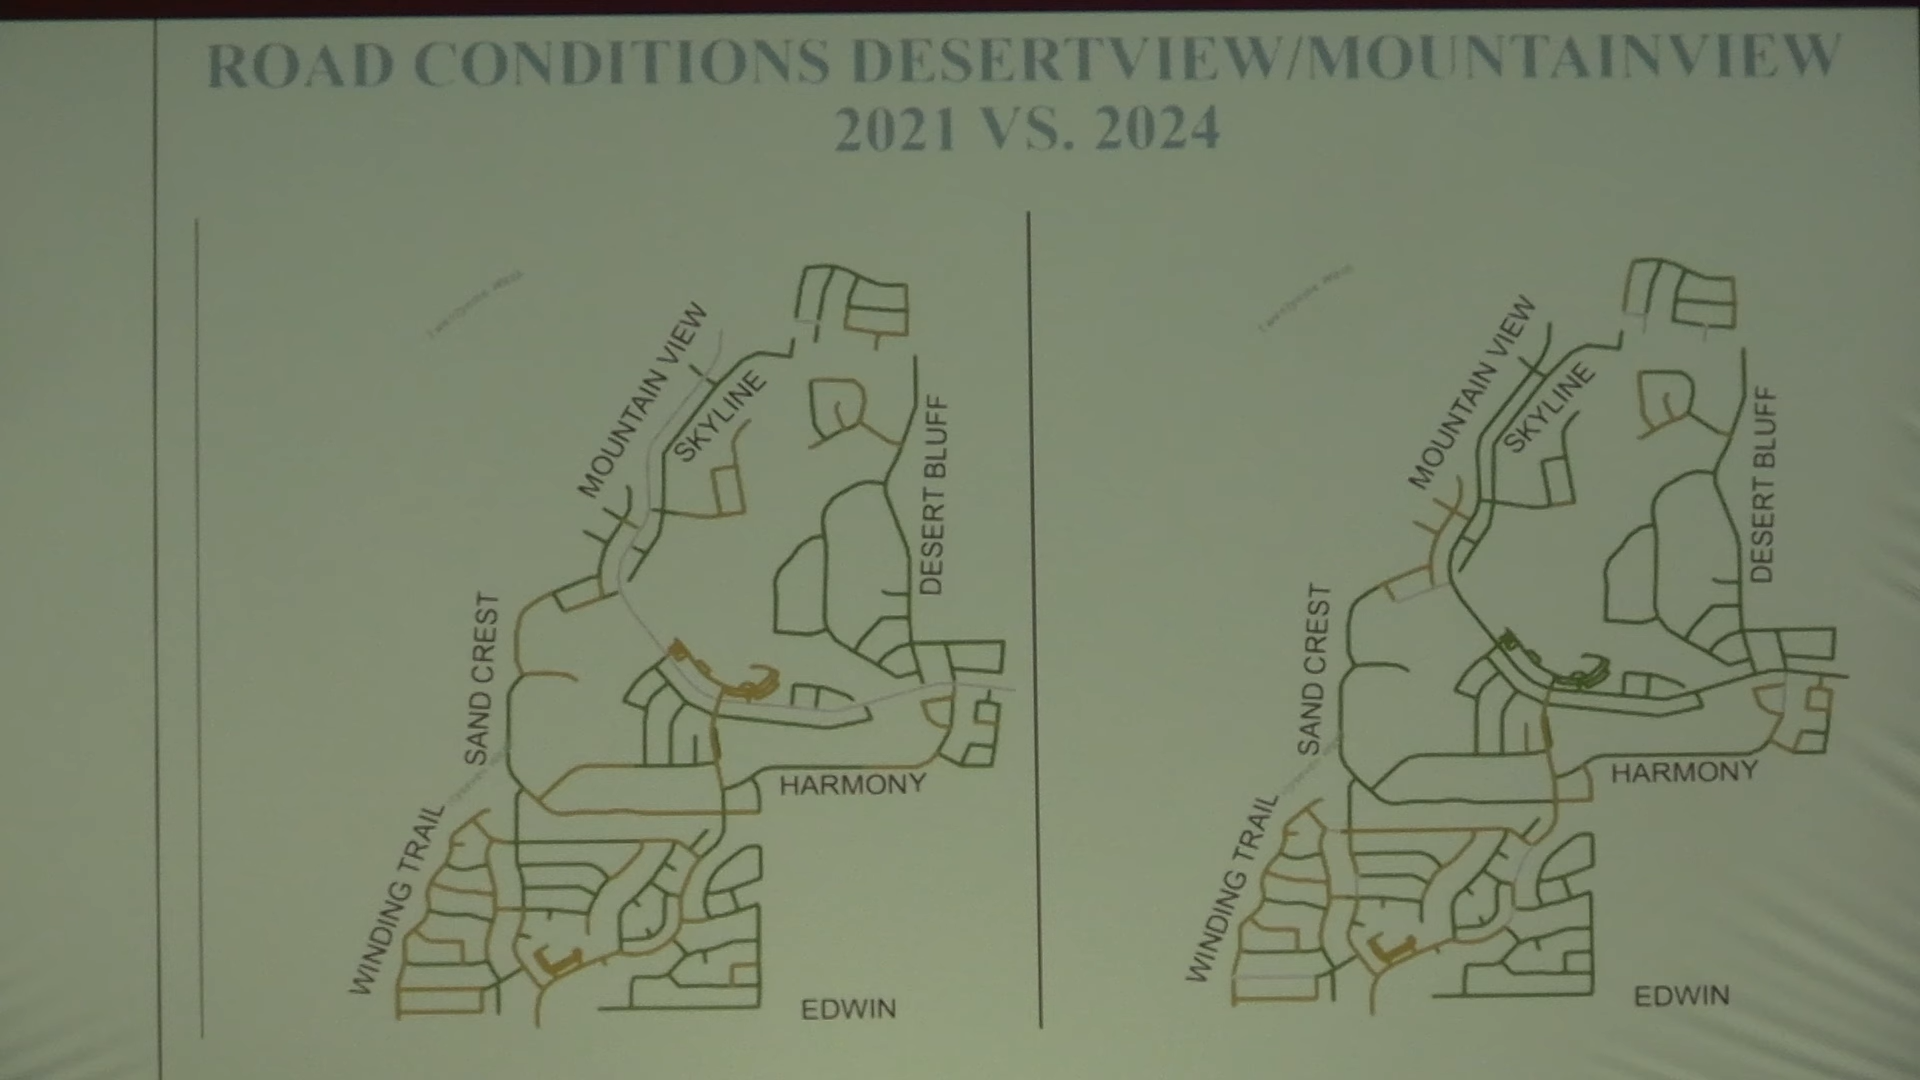 ROAD CONDITIONS DESERTVIEW/MOUNTAINVIEW
2021 VS. 2024
MOUNTAIN VIEW
SKYLINE
DESERT BLUFF
SAND CREST
HARMONY
WINDING TRAIL
EDWIN
MOUNTAIN VIEW
SKYLINE
DESERT BLUFF
SAND CREST
HARMONY
WINDING TRAIL
EDWIN